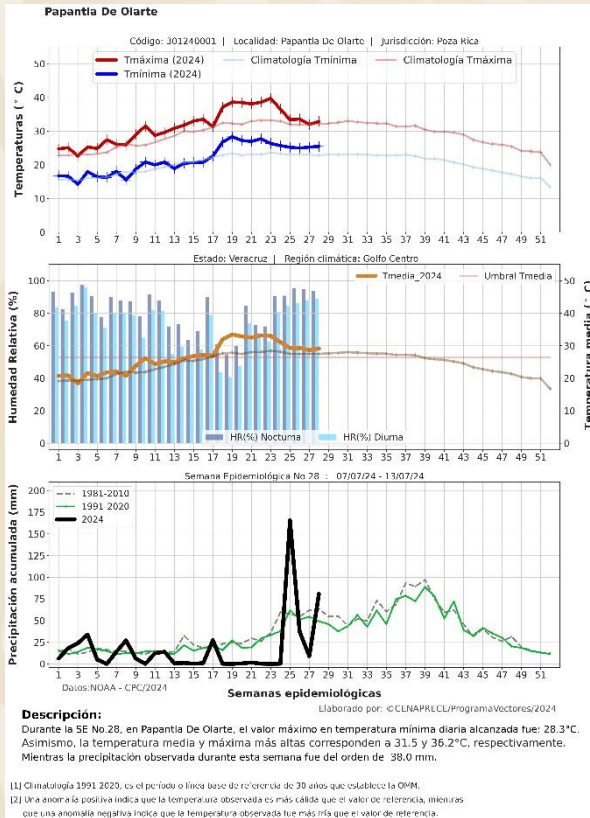 Papantla De Olarte
Código: 301240001 | Localidad: Papantla De Olarte | Jurisdicción: Poza Rica
Tmáxima (2024)
Tmínima (2024)
Climatología Tmínima
Climatología Tmáxima
Temperaturas (° C)
50
40
30
20
10
0
1 3 5 7 9 11 13 15 17 19 21 23 25 27 29 31 33 35 37 39 41 43 45 47 49 51
Estado: Veracruz | Región climática: Golfo Centro
Tmedia_2024
Umbral Tmedia
Humedad Relativa (%)
100
80
60
40
20
0
Temperatura media (° C)
50
40
30
20
10
0
HR(%) Nocturna
HR(%) Diurna
1 3 5 7 9 11 13 15 17 19 21 23 25 27 29 31 33 35 37 39 41 43 45 47 49 51
Semana Epidemiológica No 28 : 07/07/24 - 13/07/24
1981-2010
1991 2020
2024
Precipitación acumulada (mm)
200
175
150
125
100
75
50
25
0
1 3 5 7 9 11 13 15 17 19 21 23 25 27 29 31 33 35 37 39 41 43 45 47 49 51
Datos:NOAA - CPC/2024
Semanas epidemiológicas
Elaborado por: ©CENAPRECE/ProgramaVectores/2024
Descripción:
Durante la SE No.28, en Papantla De Olarte, el valor máximo en temperatura mínima diaria alcanzada fue: 28.3°C.
Asimismo, la temperatura media y máxima más altas corresponden a 31.5 y 36.2°C, respectivamente.
Mientras la precipitación observada durante esta semana fue del orden de 38.0 mm.
[1] Climatología 1991 2020, es el período o línea base de referencia de 30 años que establece la OMM.
[2] Una anomalía positiva indica que la temperatura observada es más cálida que el valor de referencia, mientras
que una anomalía negativa indica que la temperatura observada fue más fría que el valor de referencia.